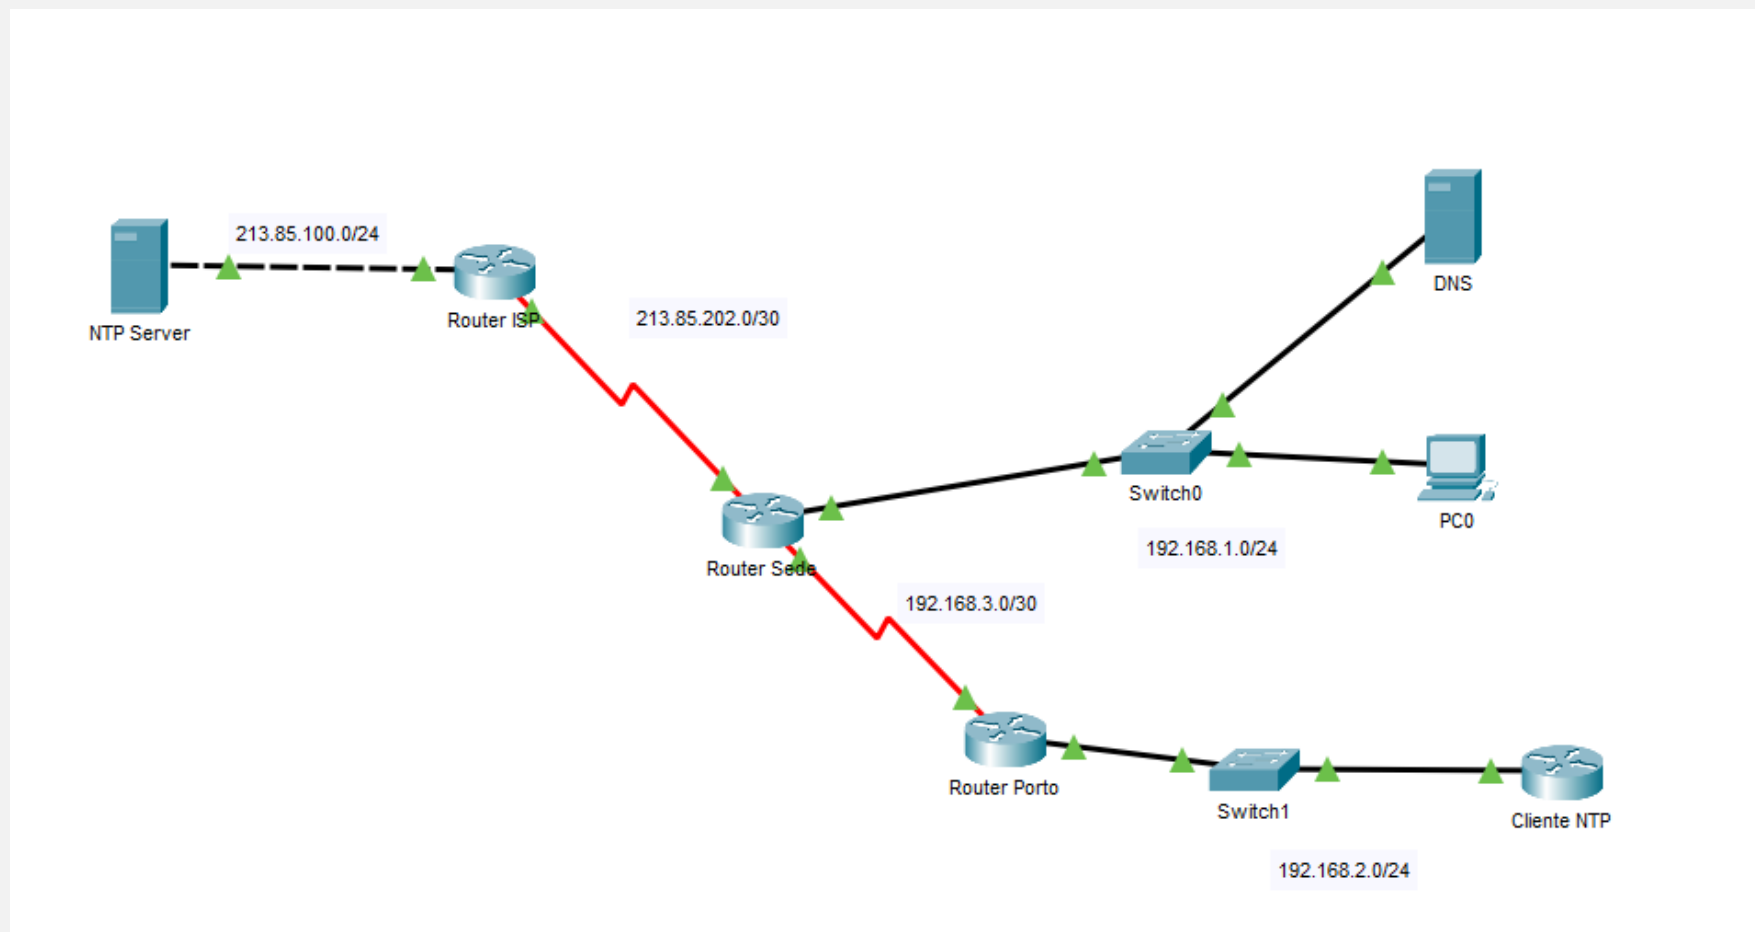 213.85.100.0/24
NTP Server
Router ISP
213.85.202.0/30
DNS
Switch0
PC0
192.168.1.0/24
Router Sede
192.168.3.0/30
Router Porto
Switch1
Cliente NTP
192.168.2.0/24